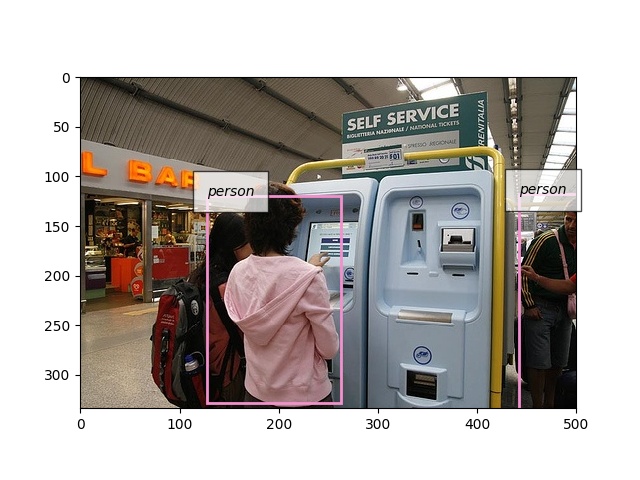 0
50
100
150
200
250
300
0
100
200
300
400
500
person
person
L BAR
SELF SERVICE
BIGLIETTERIA NAZIONALE / NATIONAL TICKETS
TRENITALIA